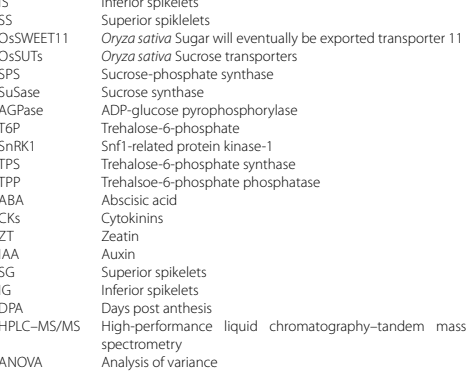 IS Inferior spikelets
SS Superior spiklelets
OsSWEET11 Oryza sativa Sugar will eventually be exported transporter 11
OsSUTs Oryza sativa Sucrose transporters
SPS Sucrose-phosphate synthase
SuSase Sucrose synthase
AGPase ADP-glucose pyrophosphorylase
T6P Trehalose-6-phosphate
SnRK1 Snf1-related protein kinase-1
TPS Trehalose-6-phosphate synthase
TPP Trehalsoe-6-phosphate phosphatase
ABA Abscisic acid
CKs Cytokinins
ZT Zeatin
IAA Auxin
SG Superior spikelets
IG Inferior spikelets
DPA Days post anthesis
HPLC–MS/MS High-performance liquid chromatography–tandem mass
spectrometry
ANOVA Analysis of variance